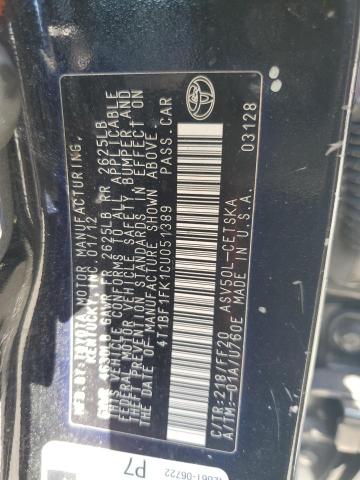 MFD.BY:TOYOTA MOTOR MANUFACTURING,
KENTUCKY, INC. 01/12
GVWR 4630LB GAWR FR 2625LB RR 2625LB
THIS VEHICLE CONFORMS TO ALL APPLICABLE
FEDERAL MOTOR VEHICLE SAFETY, BUMPER, AND
THEFT PREVENTION STANDARDS IN EFFECT ON
THE DATE OF MANUFACTURE SHOWN ABOVE.
4T1BF1FK1CU051389 PASS.CAR
C/TR:218/FF20 ASV50L-CETSKA
A/TM:-01A/U760E MADE IN U.S.A.
03128
06722
P7